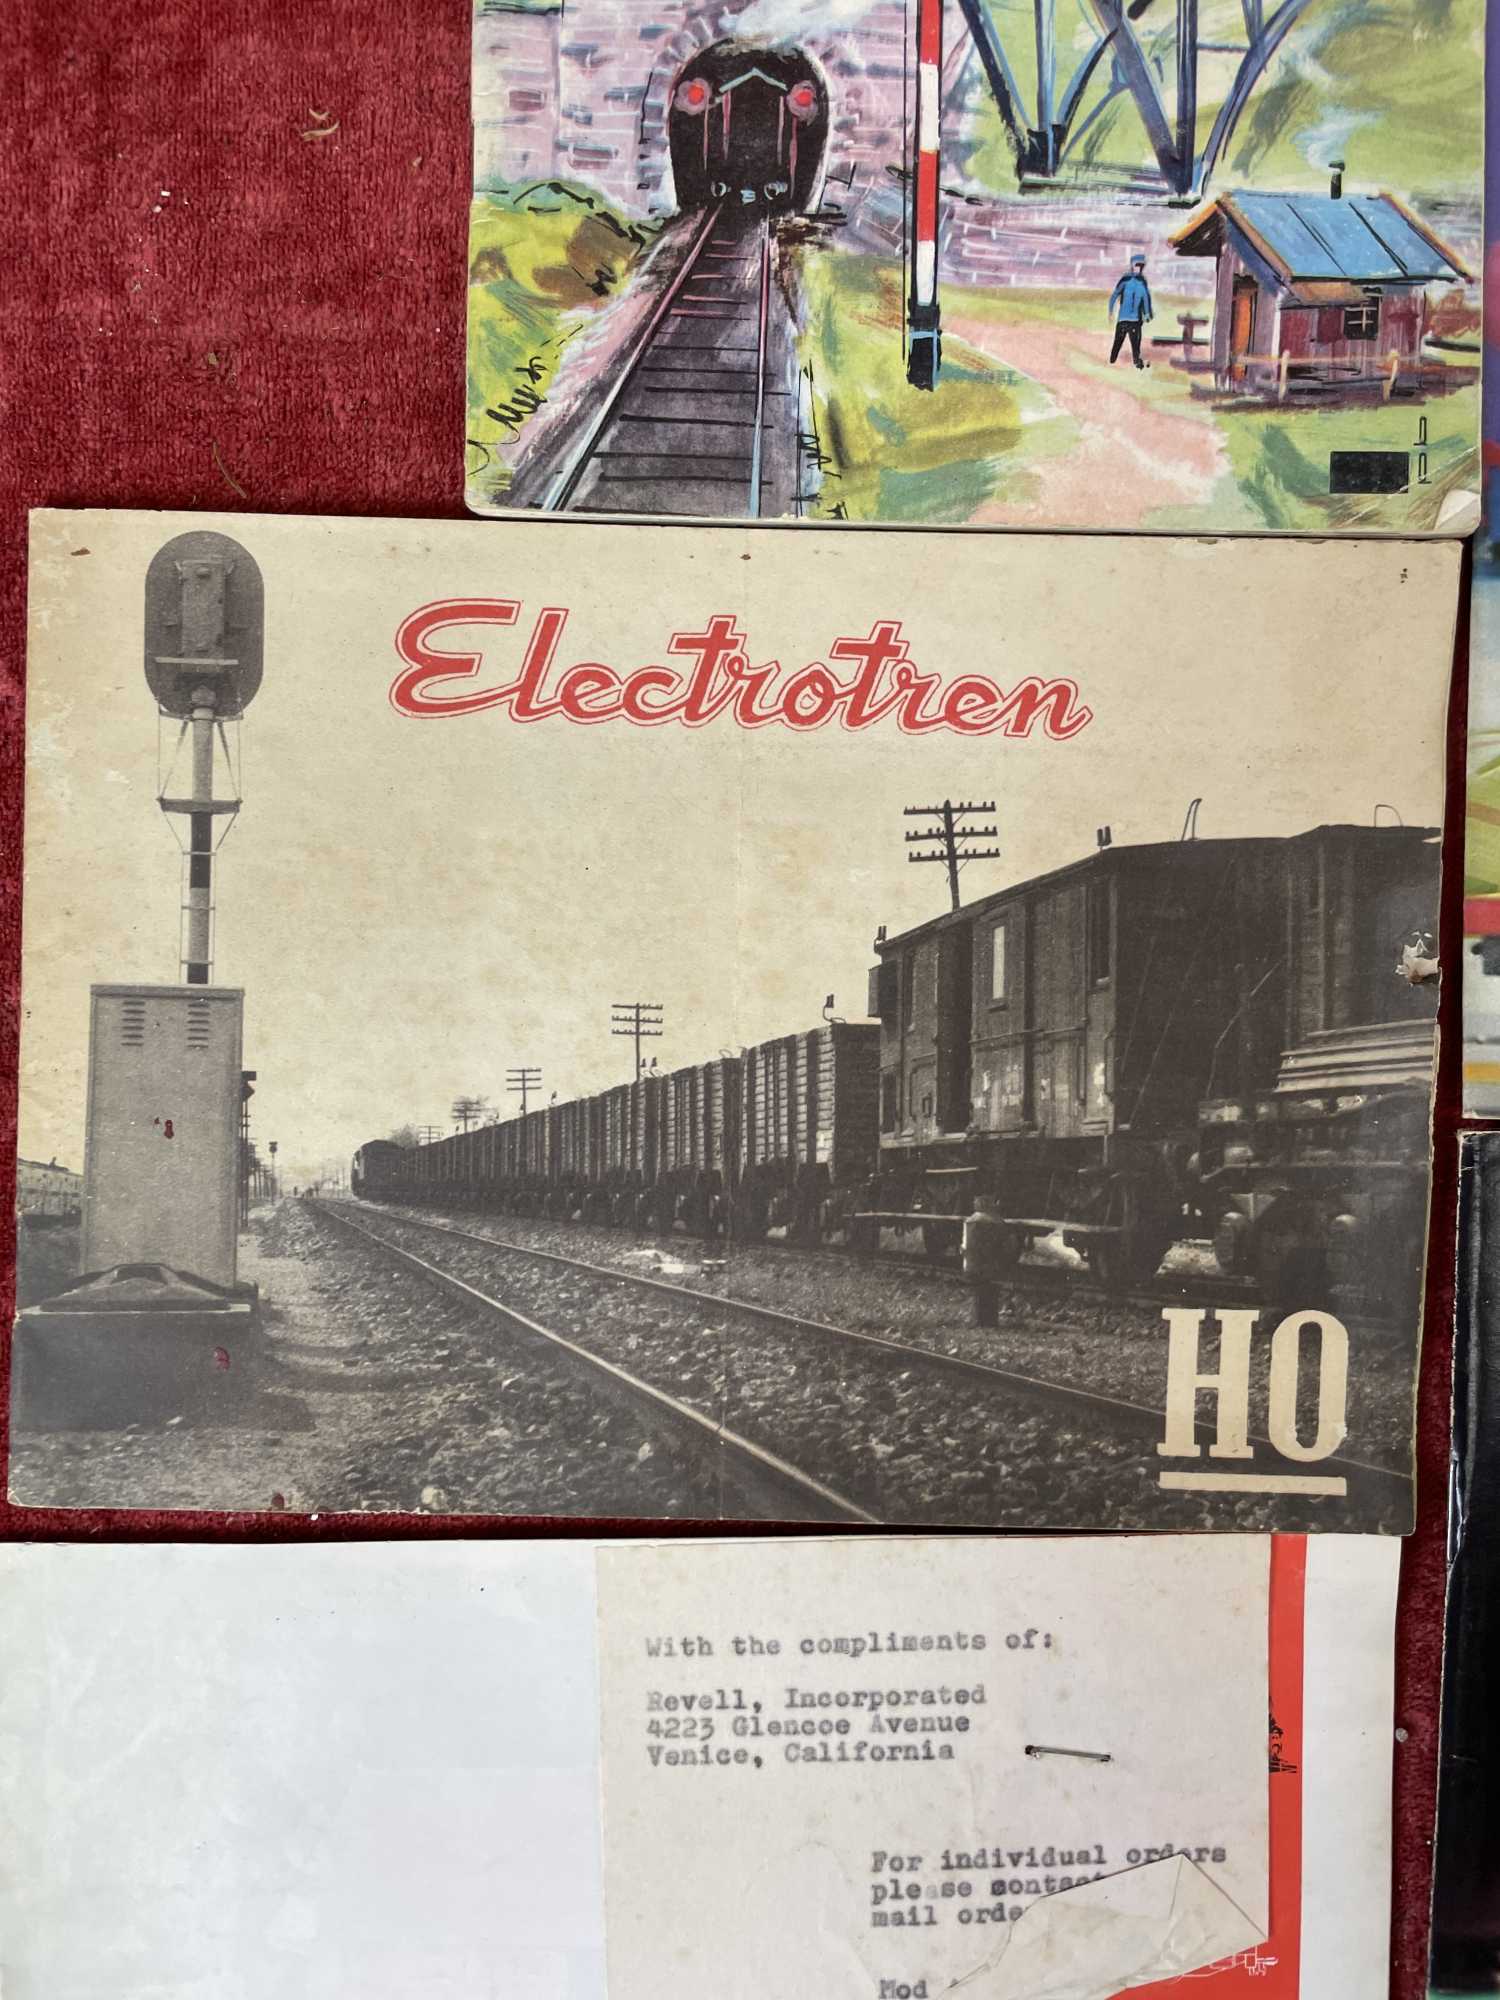 Electrotren
HO
With the compliments of:
Revell, Incorporated
4223 Glencoe Avenue
Venice, California
For individual orders
please
mail
Mod